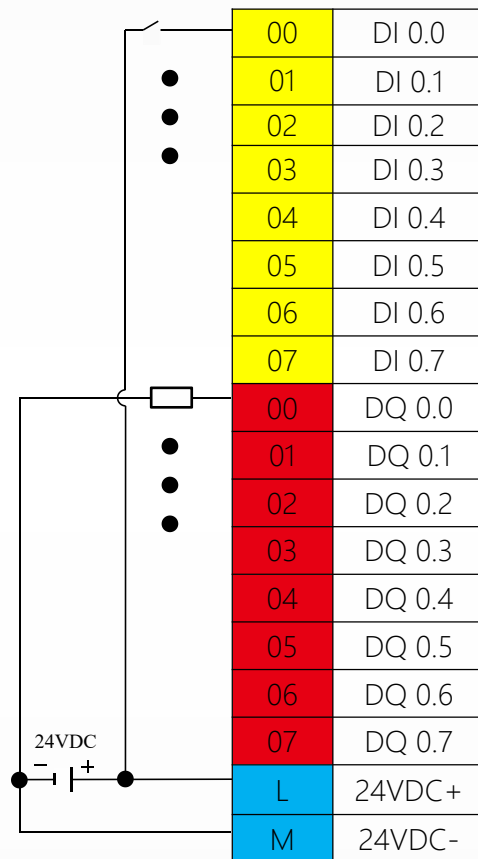 00 DI 0.0
01 DI 0.1
02 DI 0.2
03 DI 0.3
04 DI 0.4
05 DI 0.5
06 DI 0.6
07 DI 0.7
00 DQ 0.0
01 DQ 0.1
02 DQ 0.2
03 DQ 0.3
04 DQ 0.4
05 DQ 0.5
06 DQ 0.6
07 DQ 0.7
24VDC
− +
L 24VDC+
M 24VDC-